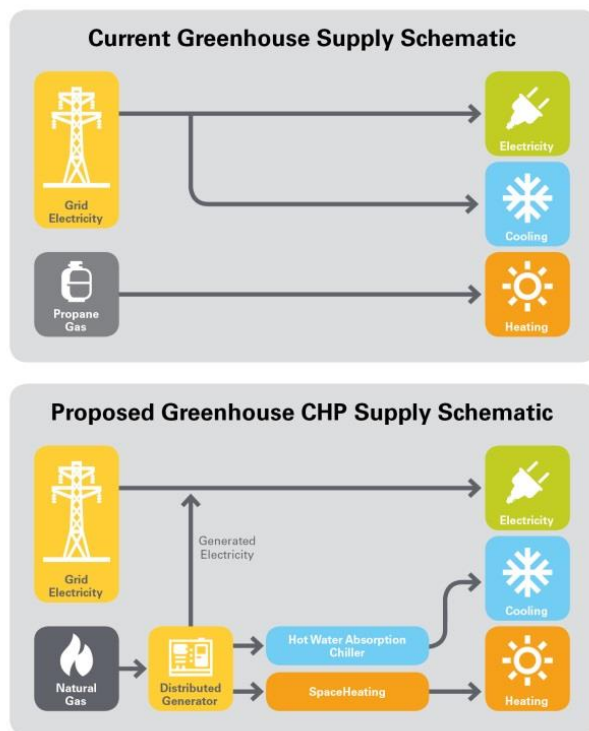 Current Greenhouse Supply Schematic
Grid
Electricity
Electricity
Cooling
Propane
Gas
Heating
Proposed Greenhouse CHP Supply Schematic
Grid
Electricity
Electricity
Generated
Electricity
Cooling
Hot Water Absorption
Chiller
Natural
Gas
Distributed
Generator
SpaceHeating
Heating